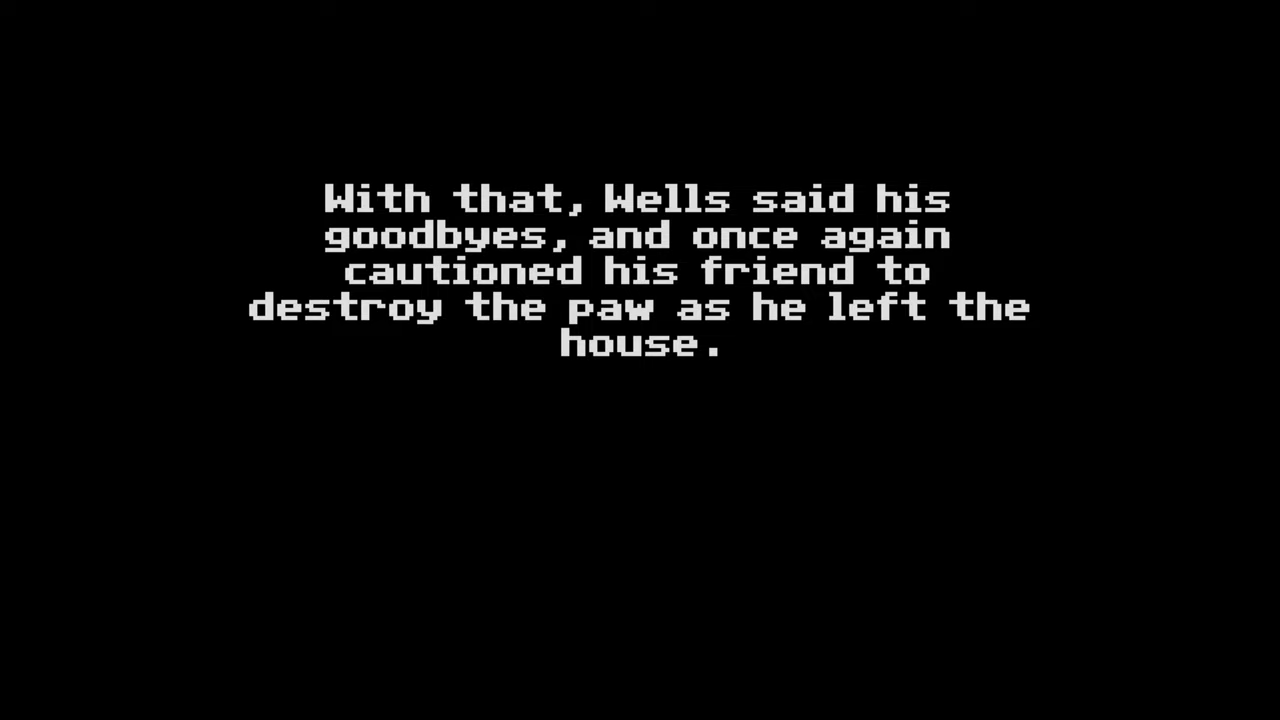 With that, Wells said his
goodbyes, and once again
cautioned his friend to
destroy the paw as he left the
house.